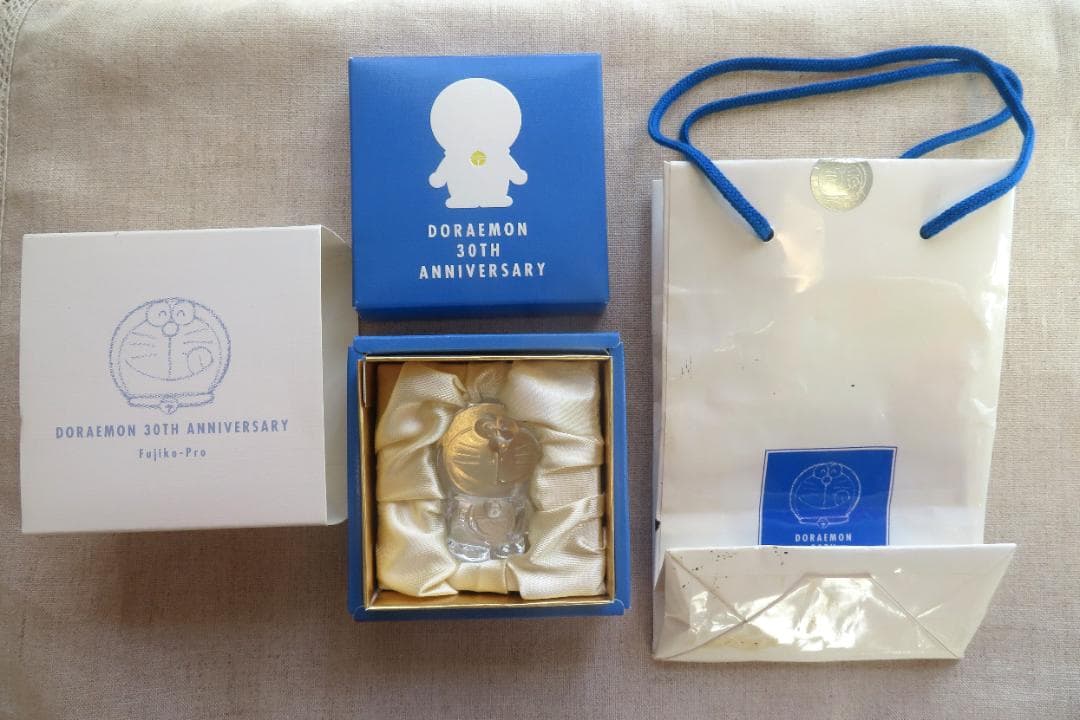 DORAEMON
30TH
ANNIVERSARY
DORAEMON 30TH ANNIVERSARY
Fujiko-Pro
DORAEMON